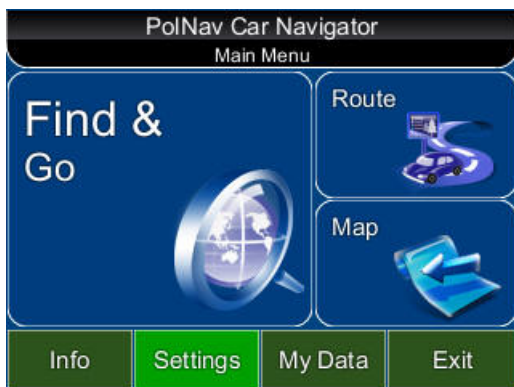 PolNav Car Navigator
Main Menu
Find &
Go
Route
Map
Info
Settings
My Data
Exit